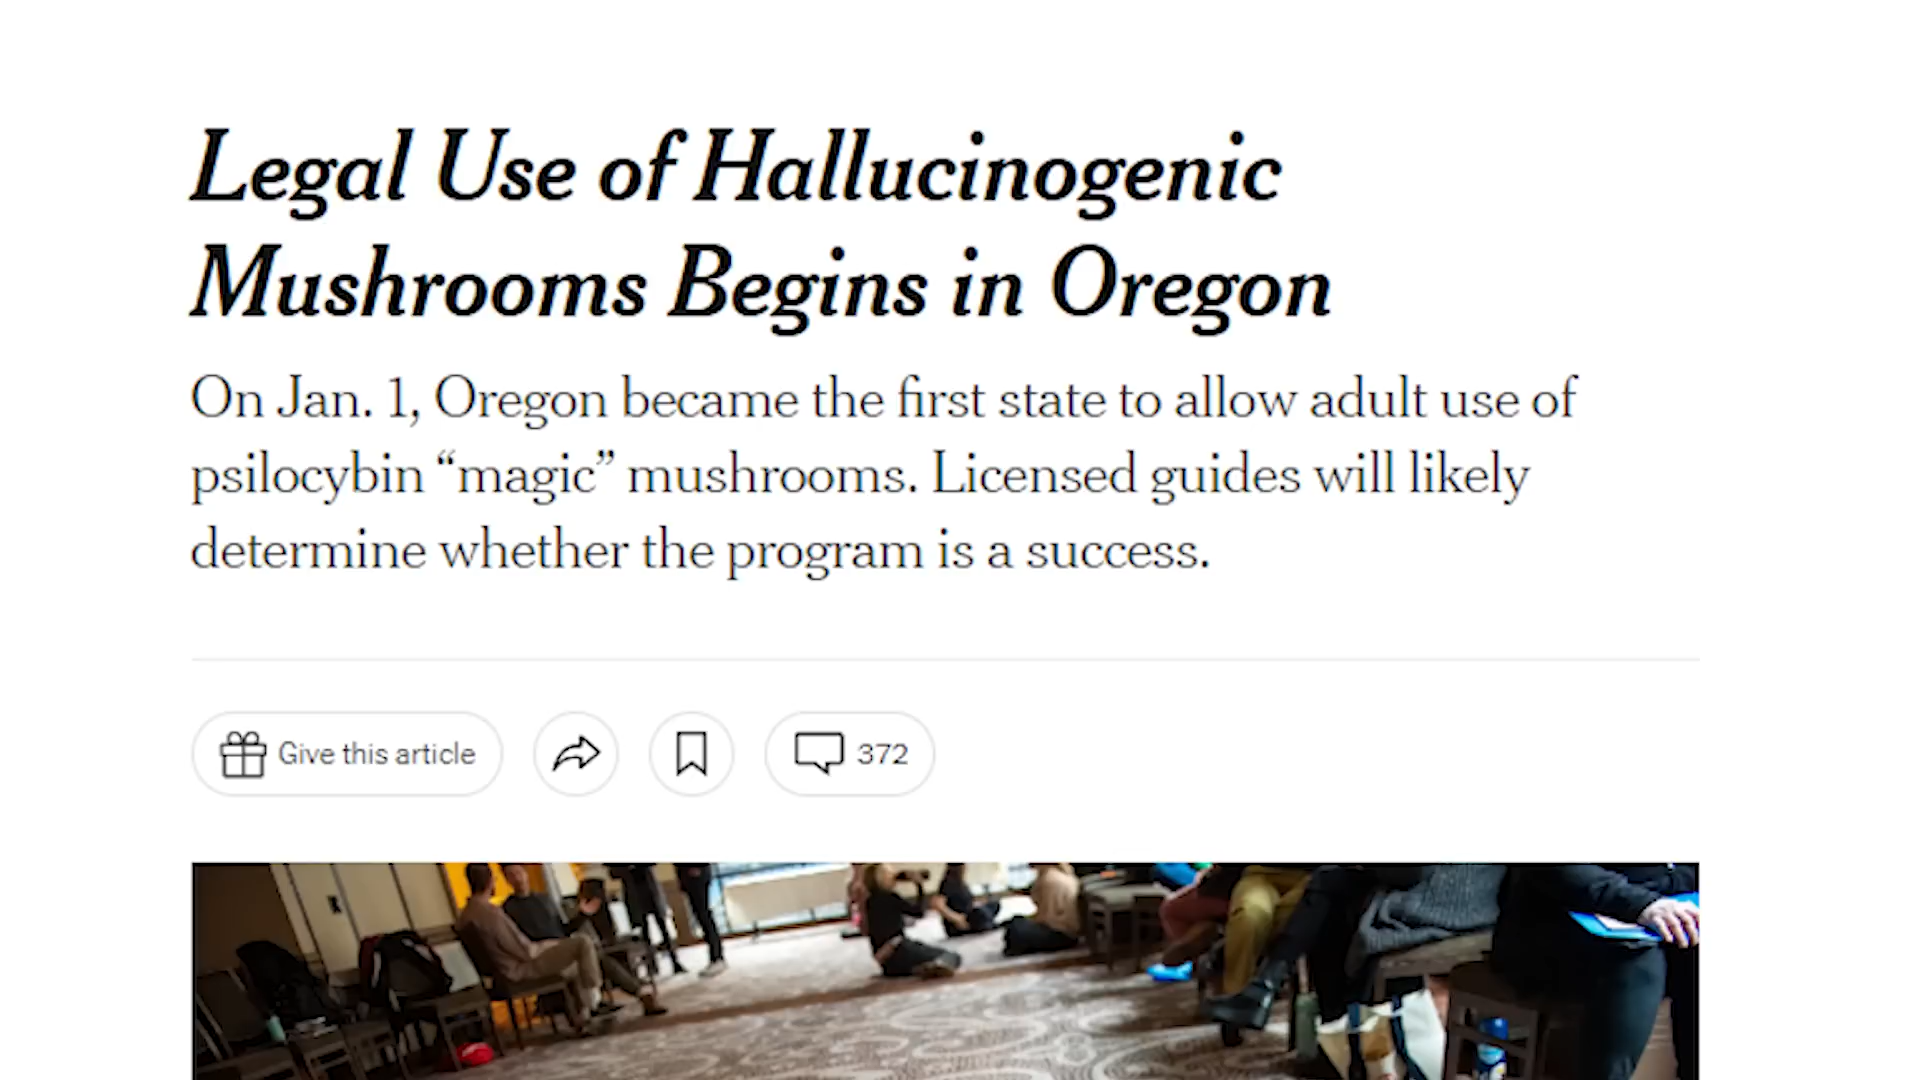 Legal Use of Hallucinogenic
Mushrooms Begins in Oregon
On Jan. 1, Oregon became the first state to allow adult use of
psilocybin “magic” mushrooms. Licensed guides will likely
determine whether the program is a success.
Give this article
372